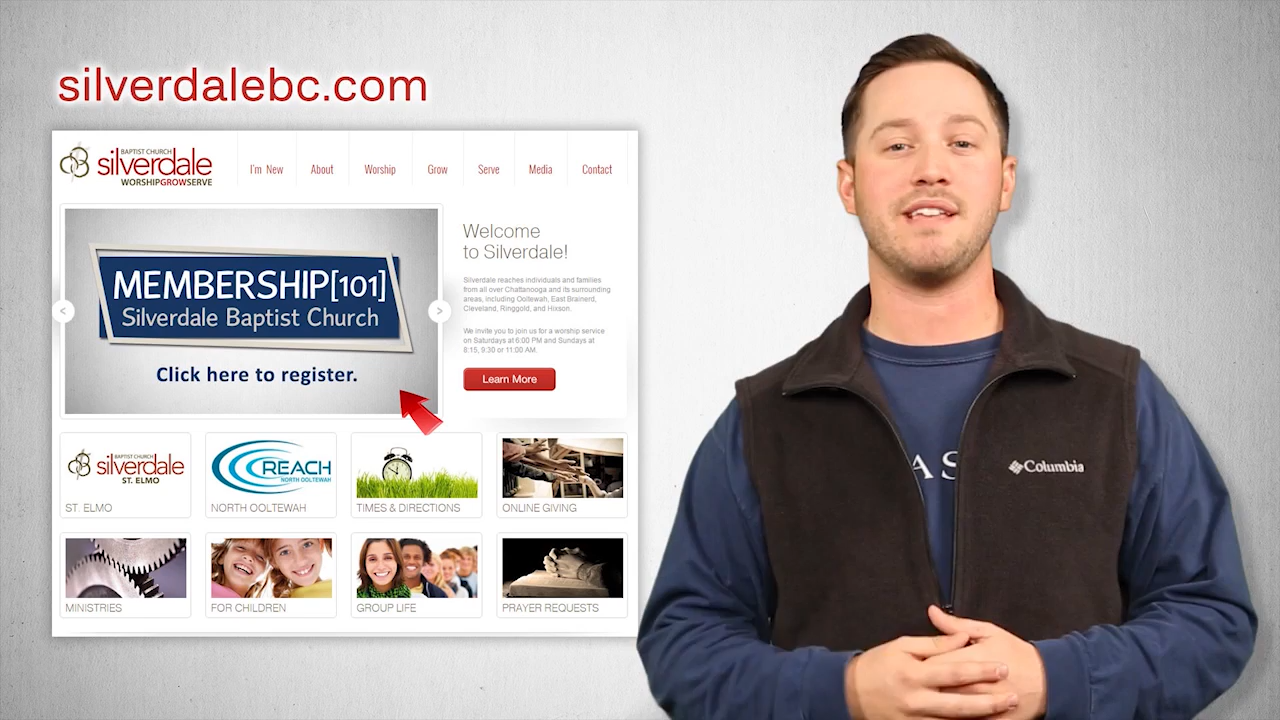 silverdalebc.com
BAPTIST CHURCH
silverdale
WORSHIPGROWSERVE
I'm New
About
Worship
Grow
Serve
Media
Contact
MEMBERSHIP[101]
Silverdale Baptist Church
Click here to register.
<
>
Welcome
to Silverdale!
Silverdale reaches individuals and families
from all over Chattanooga and its surrounding
areas, including Ooltewah, East Brainerd,
Cleveland, Ringgold, and Hixson.
We invite you to join us for a worship service
on Saturdays at 6:00 PM and Sundays at
8:15, 9:30 or 11:00 AM.
Learn More
BAPTIST CHURCH
silverdale
ST. ELMO
ST. ELMO
REACH
NORTH OOLTEWAH
NORTH OOLTEWAH
TIMES & DIRECTIONS
ONLINE GIVING
MINISTRIES
FOR CHILDREN
GROUP LIFE
PRAYER REQUESTS
AS
Columbia